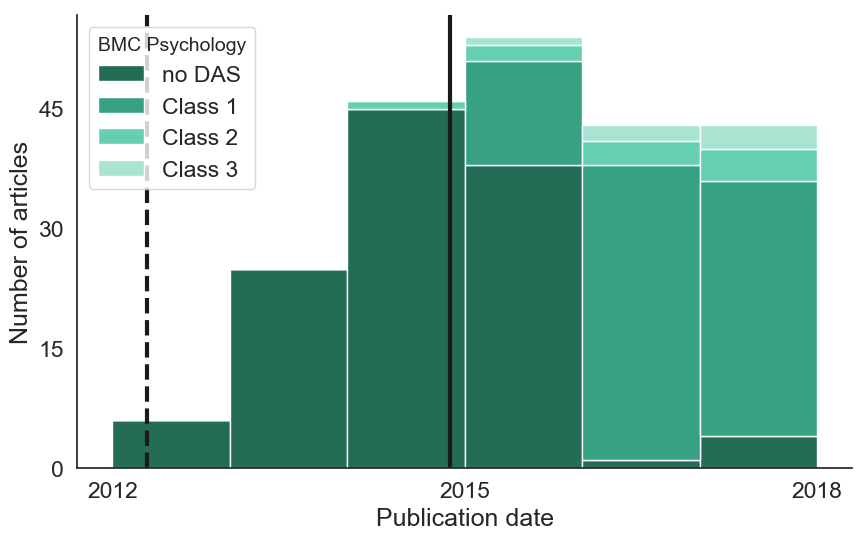 BMC Psychology
no DAS
Class 1
Class 2
Class 3
Number of articles
45
30
15
0
2012
2015
2018
Publication date